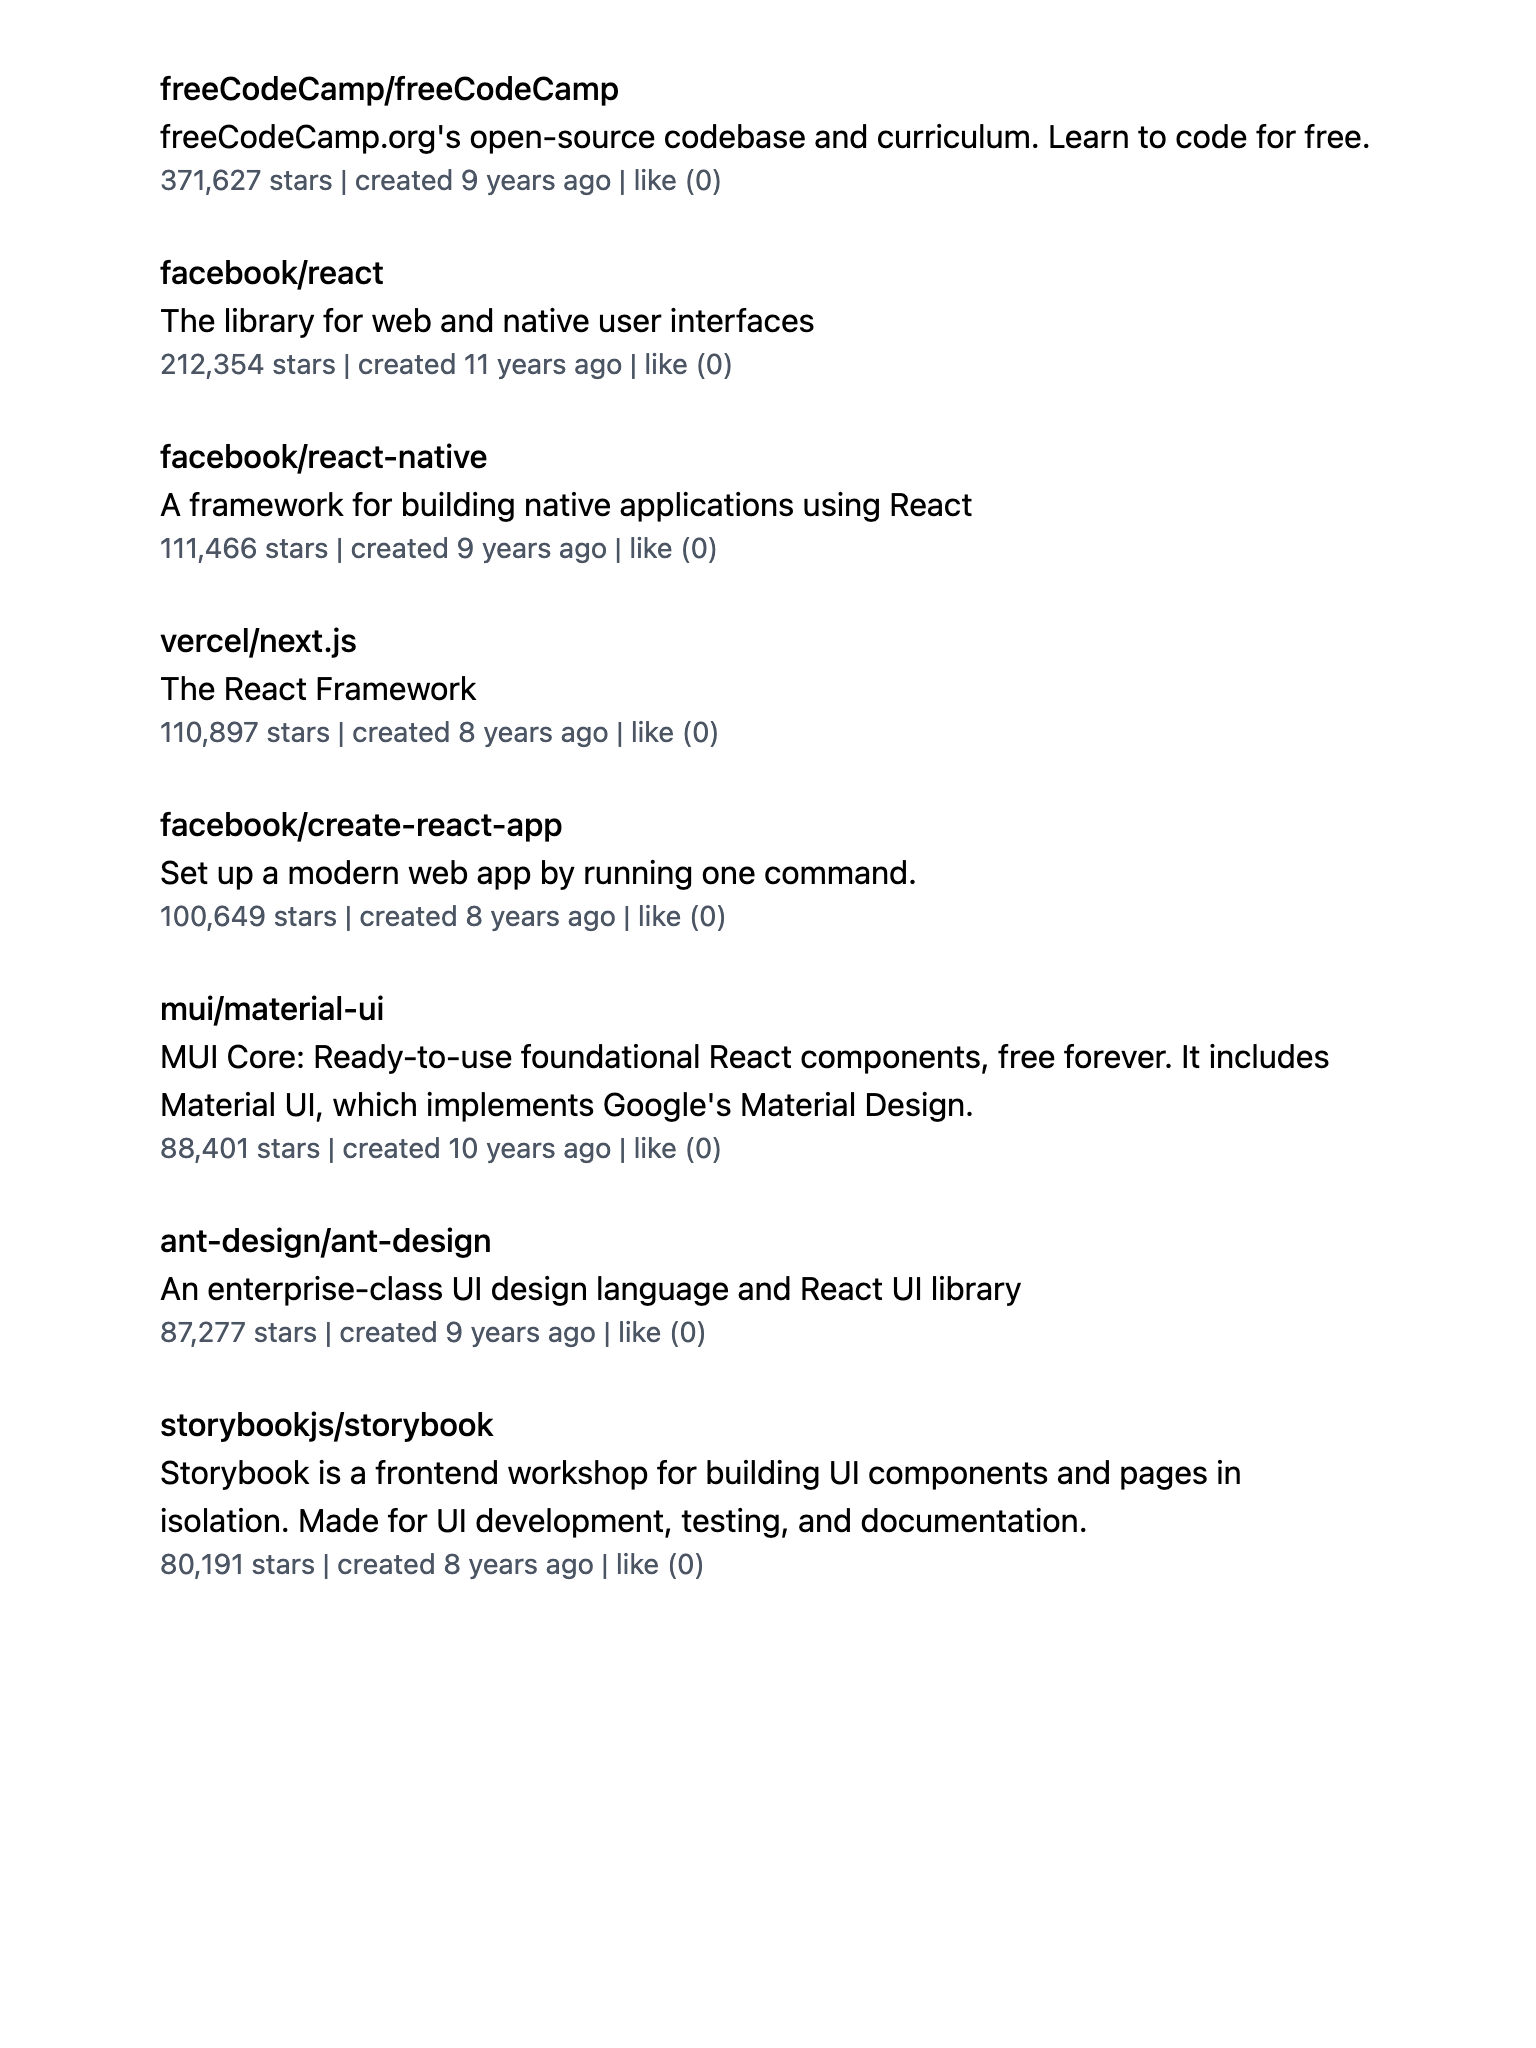 freeCodeCamp/freeCodeCamp
freeCodeCamp.org's open-source codebase and curriculum. Learn to code for free.
371,627 stars | created 9 years ago | like (0)
facebook/react
The library for web and native user interfaces
212,354 stars | created 11 years ago | like (0)
facebook/react-native
A framework for building native applications using React
111,466 stars | created 9 years ago | like (0)
vercel/next.js
The React Framework
110,897 stars | created 8 years ago | like (0)
facebook/create-react-app
Set up a modern web app by running one command.
100,649 stars | created 8 years ago | like (0)
mui/material-ui
MUI Core: Ready-to-use foundational React components, free forever. It includes
Material UI, which implements Google's Material Design.
88,401 stars | created 10 years ago | like (0)
ant-design/ant-design
An enterprise-class UI design language and React UI library
87,277 stars | created 9 years ago | like (0)
storybookjs/storybook
Storybook is a frontend workshop for building UI components and pages in
isolation. Made for UI development, testing, and documentation.
80,191 stars | created 8 years ago | like (0)